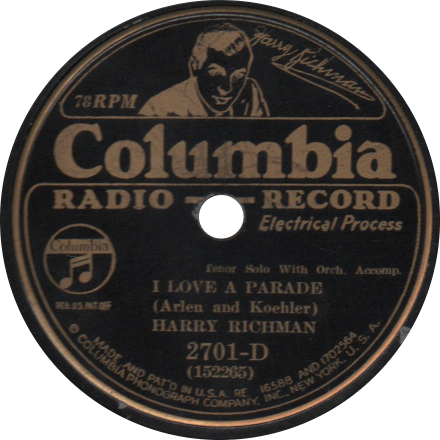 Harry Richman
78 RPM
Columbia
RADIO RECORD
Electrical Process
Columbia
REG. U.S. PAT. OFF.
Tenor Solo With Orch. Accomp.
I LOVE A PARADE
(Arlen and Koehler)
HARRY RICHMAN
2701-D
(152265)
MADE AND PAT'D IN U.S.A. RE. 16588 AND 1702564
© COLUMBIA PHONOGRAPH COMPANY, INC., NEW YORK, U.S.A.